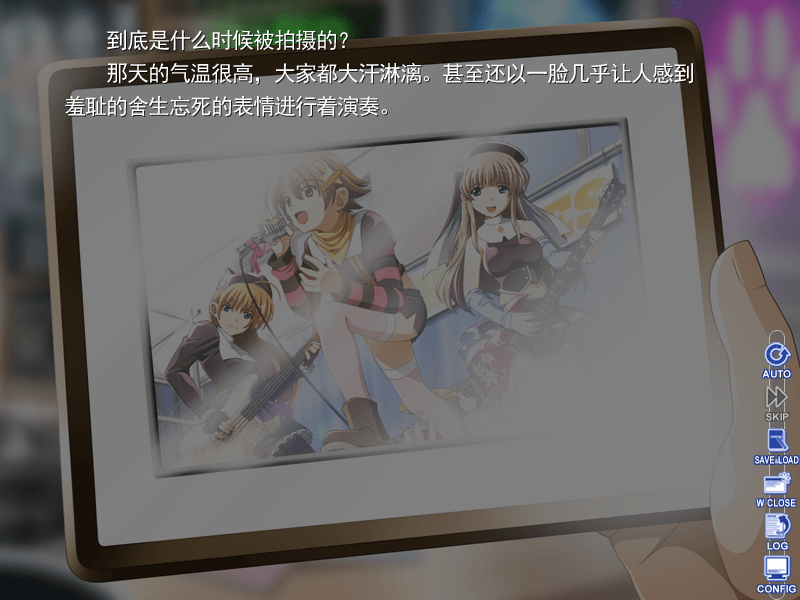 到底是什么时候被拍摄的？
那天的气温很高，大家都大汗淋漓。甚至还以一脸几乎让人感到
羞耻的舍生忘死的表情进行着演奏。
AUTO
SKIP
SAVE&LOAD
W CLOSE
LOG
CONFIG